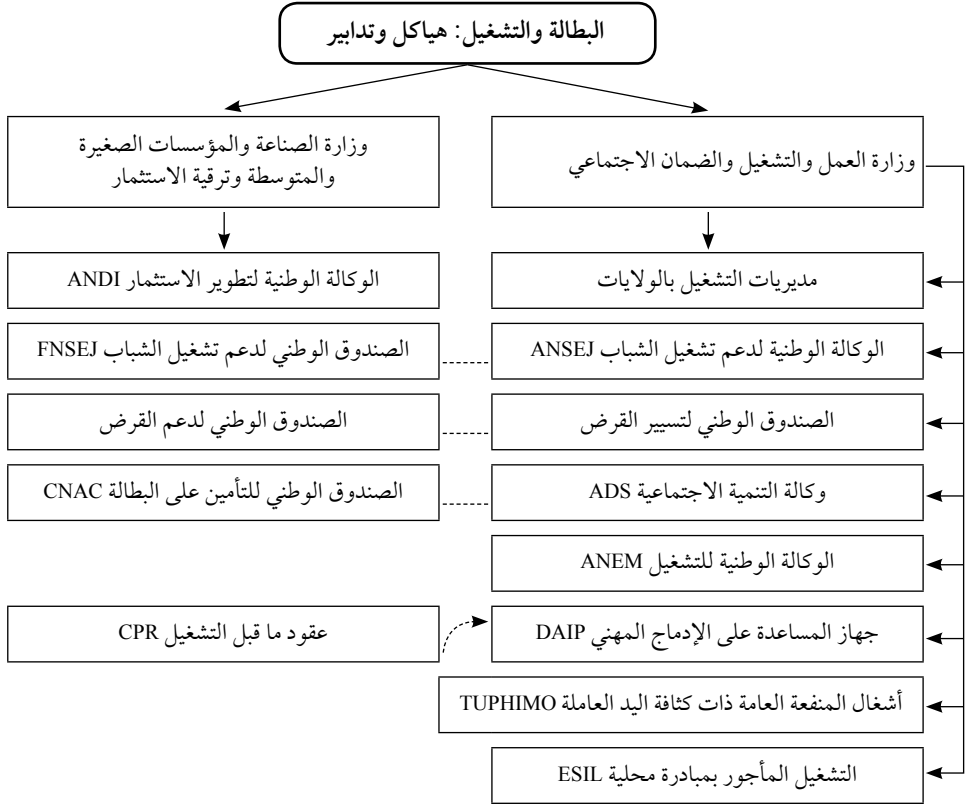 البطالة والتشغيل: هياكل وتدابير
وزارة العمل والتشغيل والضمان الاجتماعي
وزارة الصناعة والمؤسسات الصغيرة
والمتوسطة وترقية الاستثمار
مديريات التشغيل بالولايات
الوكالة الوطنية لتطوير الاستثمار ANDI
الوكالة الوطنية لدعم تشغيل الشباب ANSEJ
الصندوق الوطني لدعم تشغيل الشباب FNSEJ
الصندوق الوطني لتسيير القرض
الصندوق الوطني لدعم القرض
وكالة التنمية الاجتماعية ADS
الصندوق الوطني للتأمين على البطالة CNAC
الوكالة الوطنية للتشغيل ANEM
جهاز المساعدة على الإدماج المهني DAIP
عقود ما قبل التشغيل CPR
أشغال المنفعة العامة ذات كثافة اليد العاملة TUPHIMO
التشغيل المأجور بمبادرة محلية ESIL